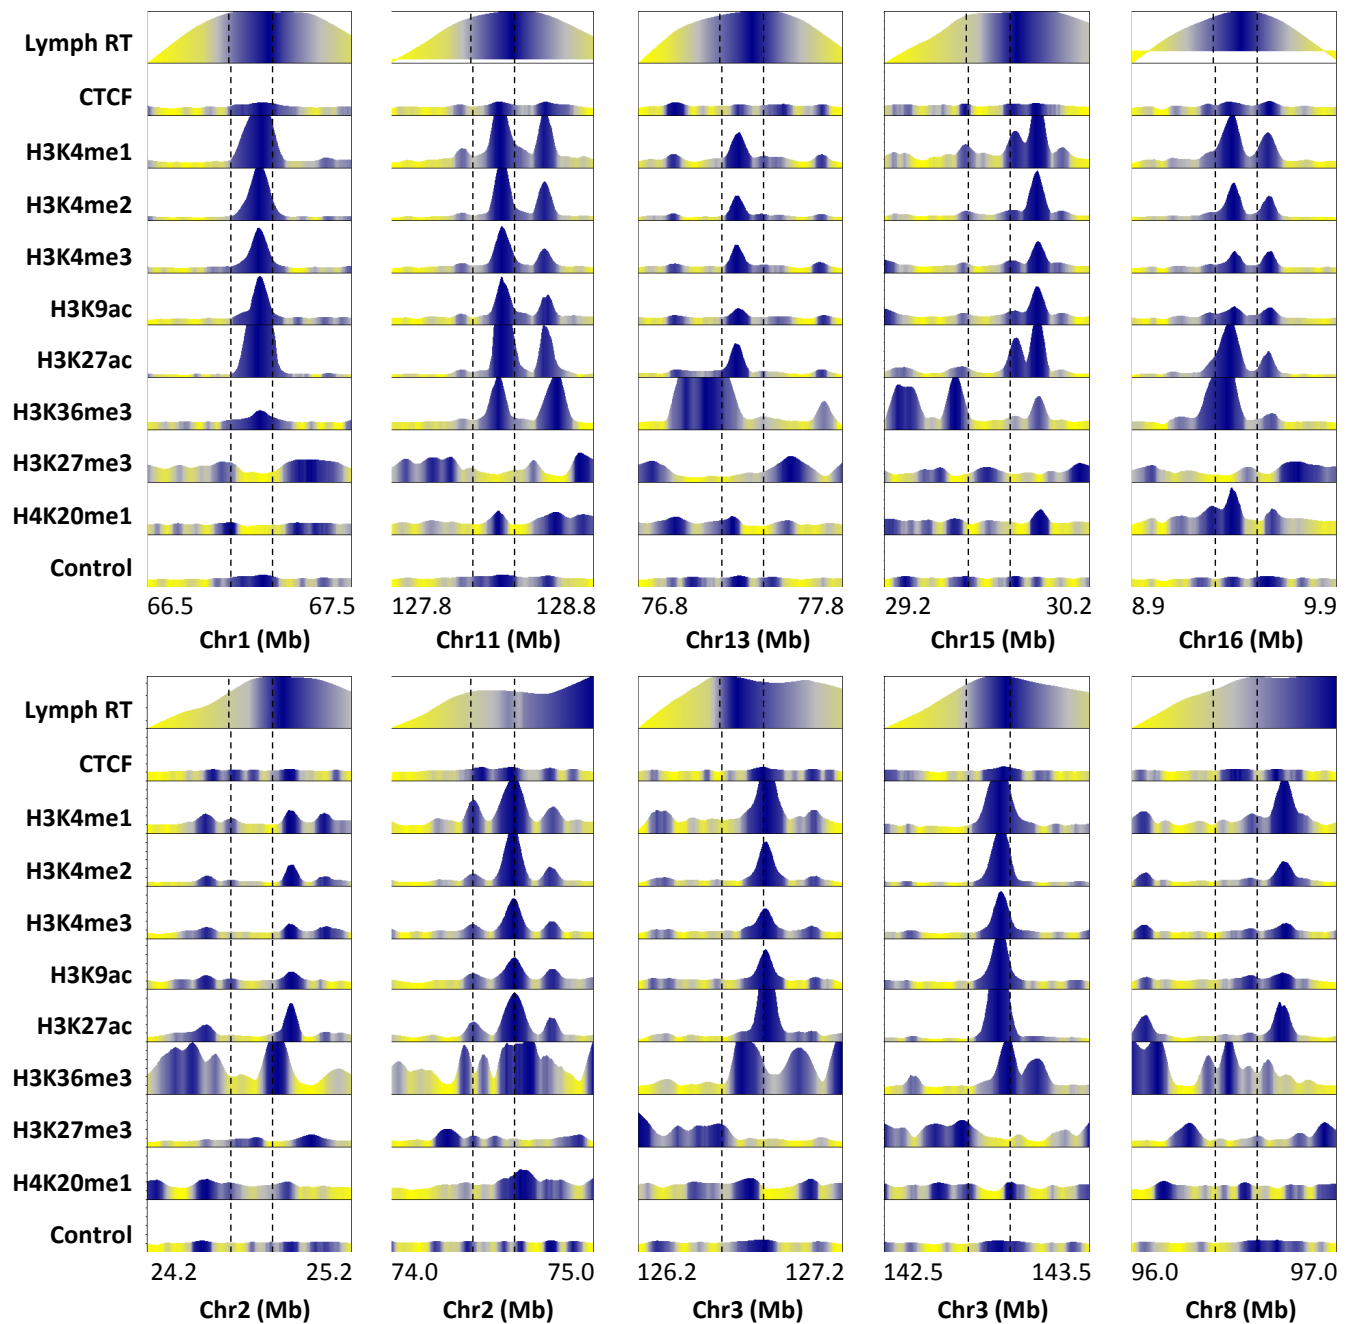 Lymph RT
CTCF
H3K4me1
H3K4me2
H3K4me3
H3K9ac
H3K27ac
H3K36me3
H3K27me3
H4K20me1
Control
66.5 67.5 127.8 128.8 76.8 77.8 29.2 30.2 8.9 9.9
Chr1 (Mb) Chr11 (Mb) Chr13 (Mb) Chr15 (Mb) Chr16 (Mb)
Lymph RT
CTCF
H3K4me1
H3K4me2
H3K4me3
H3K9ac
H3K27ac
H3K36me3
H3K27me3
H4K20me1
Control
24.2 25.2 74.0 75.0 126.2 127.2 142.5 143.5 96.0 97.0
Chr2 (Mb) Chr2 (Mb) Chr3 (Mb) Chr3 (Mb) Chr8 (Mb)